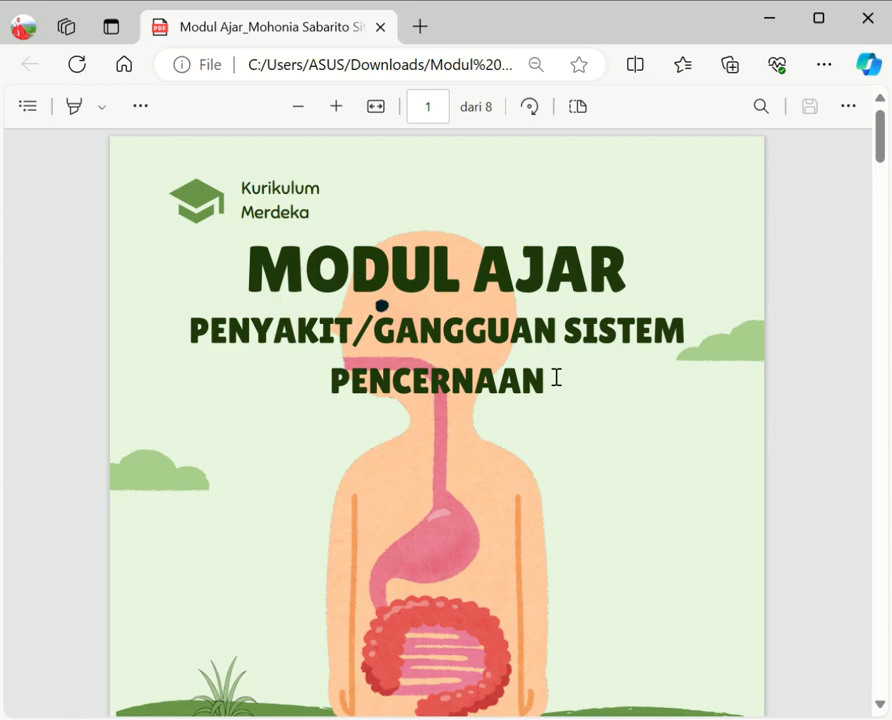 Modul Ajar_Mohonia Sabarito Sit
File
C:/Users/ASUS/Downloads/Modul%20...
1 dari 8
Kurikulum
Merdeka
MODUL AJAR
PENYAKIT/GANGGUAN SISTEM
PENCERNAAN